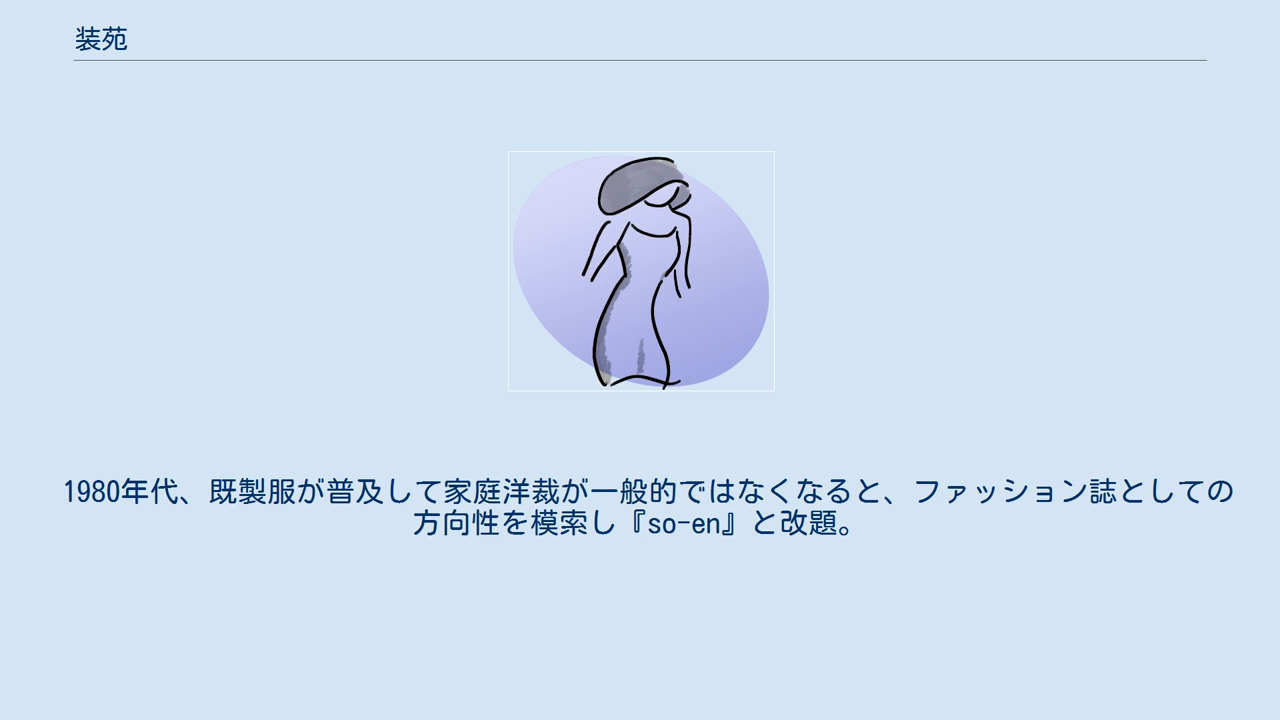 装苑
1980年代、既製服が普及して家庭洋裁が一般的ではなくなると、ファッション誌としての
方向性を模索し『so-en』と改題。